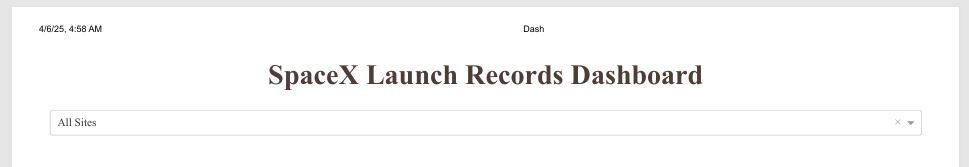 4/6/25, 4:58 AM Dash
SpaceX Launch Records Dashboard
All Sites ×